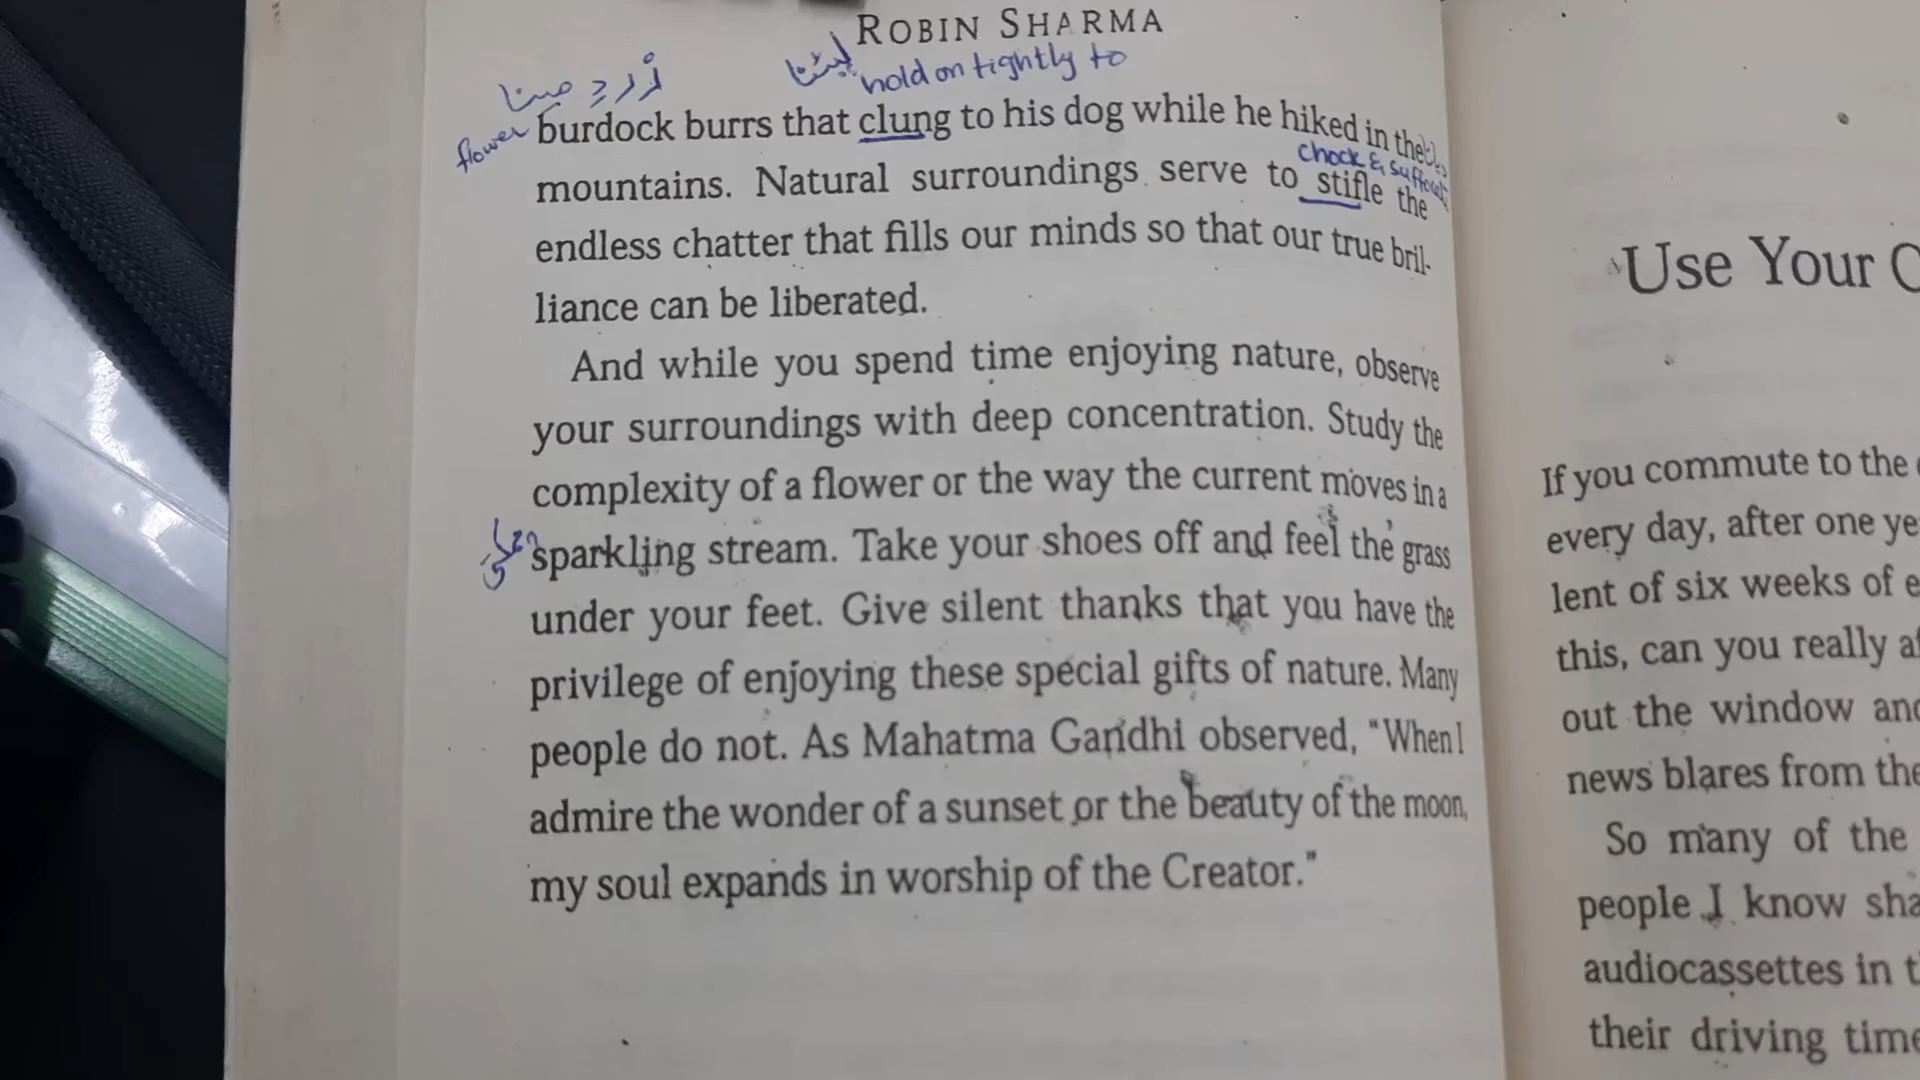 ROBIN SHARMA
لپٹنا
hold on tightly to
flower
burdock burrs that clung to his dog while he hiked in the
chock & suffocate
mountains. Natural surroundings serve to stifle the
endless chatter that fills our minds so that our true bril-
liance can be liberated.
And while you spend time enjoying nature, observe
your surroundings with deep concentration. Study the
complexity of a flower or the way the current moves in a
sparkling stream. Take your shoes off and feel the grass
under your feet. Give silent thanks that you have the
privilege of enjoying these special gifts of nature. Many
people do not. As Mahatma Gandhi observed, "When I
admire the wonder of a sunset or the beauty of the moon,
my soul expands in worship of the Creator."
Use Your
If you commute to the
every day, after one
lent of six weeks of
this, can you really
out the window
news blares from the
So many of the
people I know
audiocassettes in
their driving time